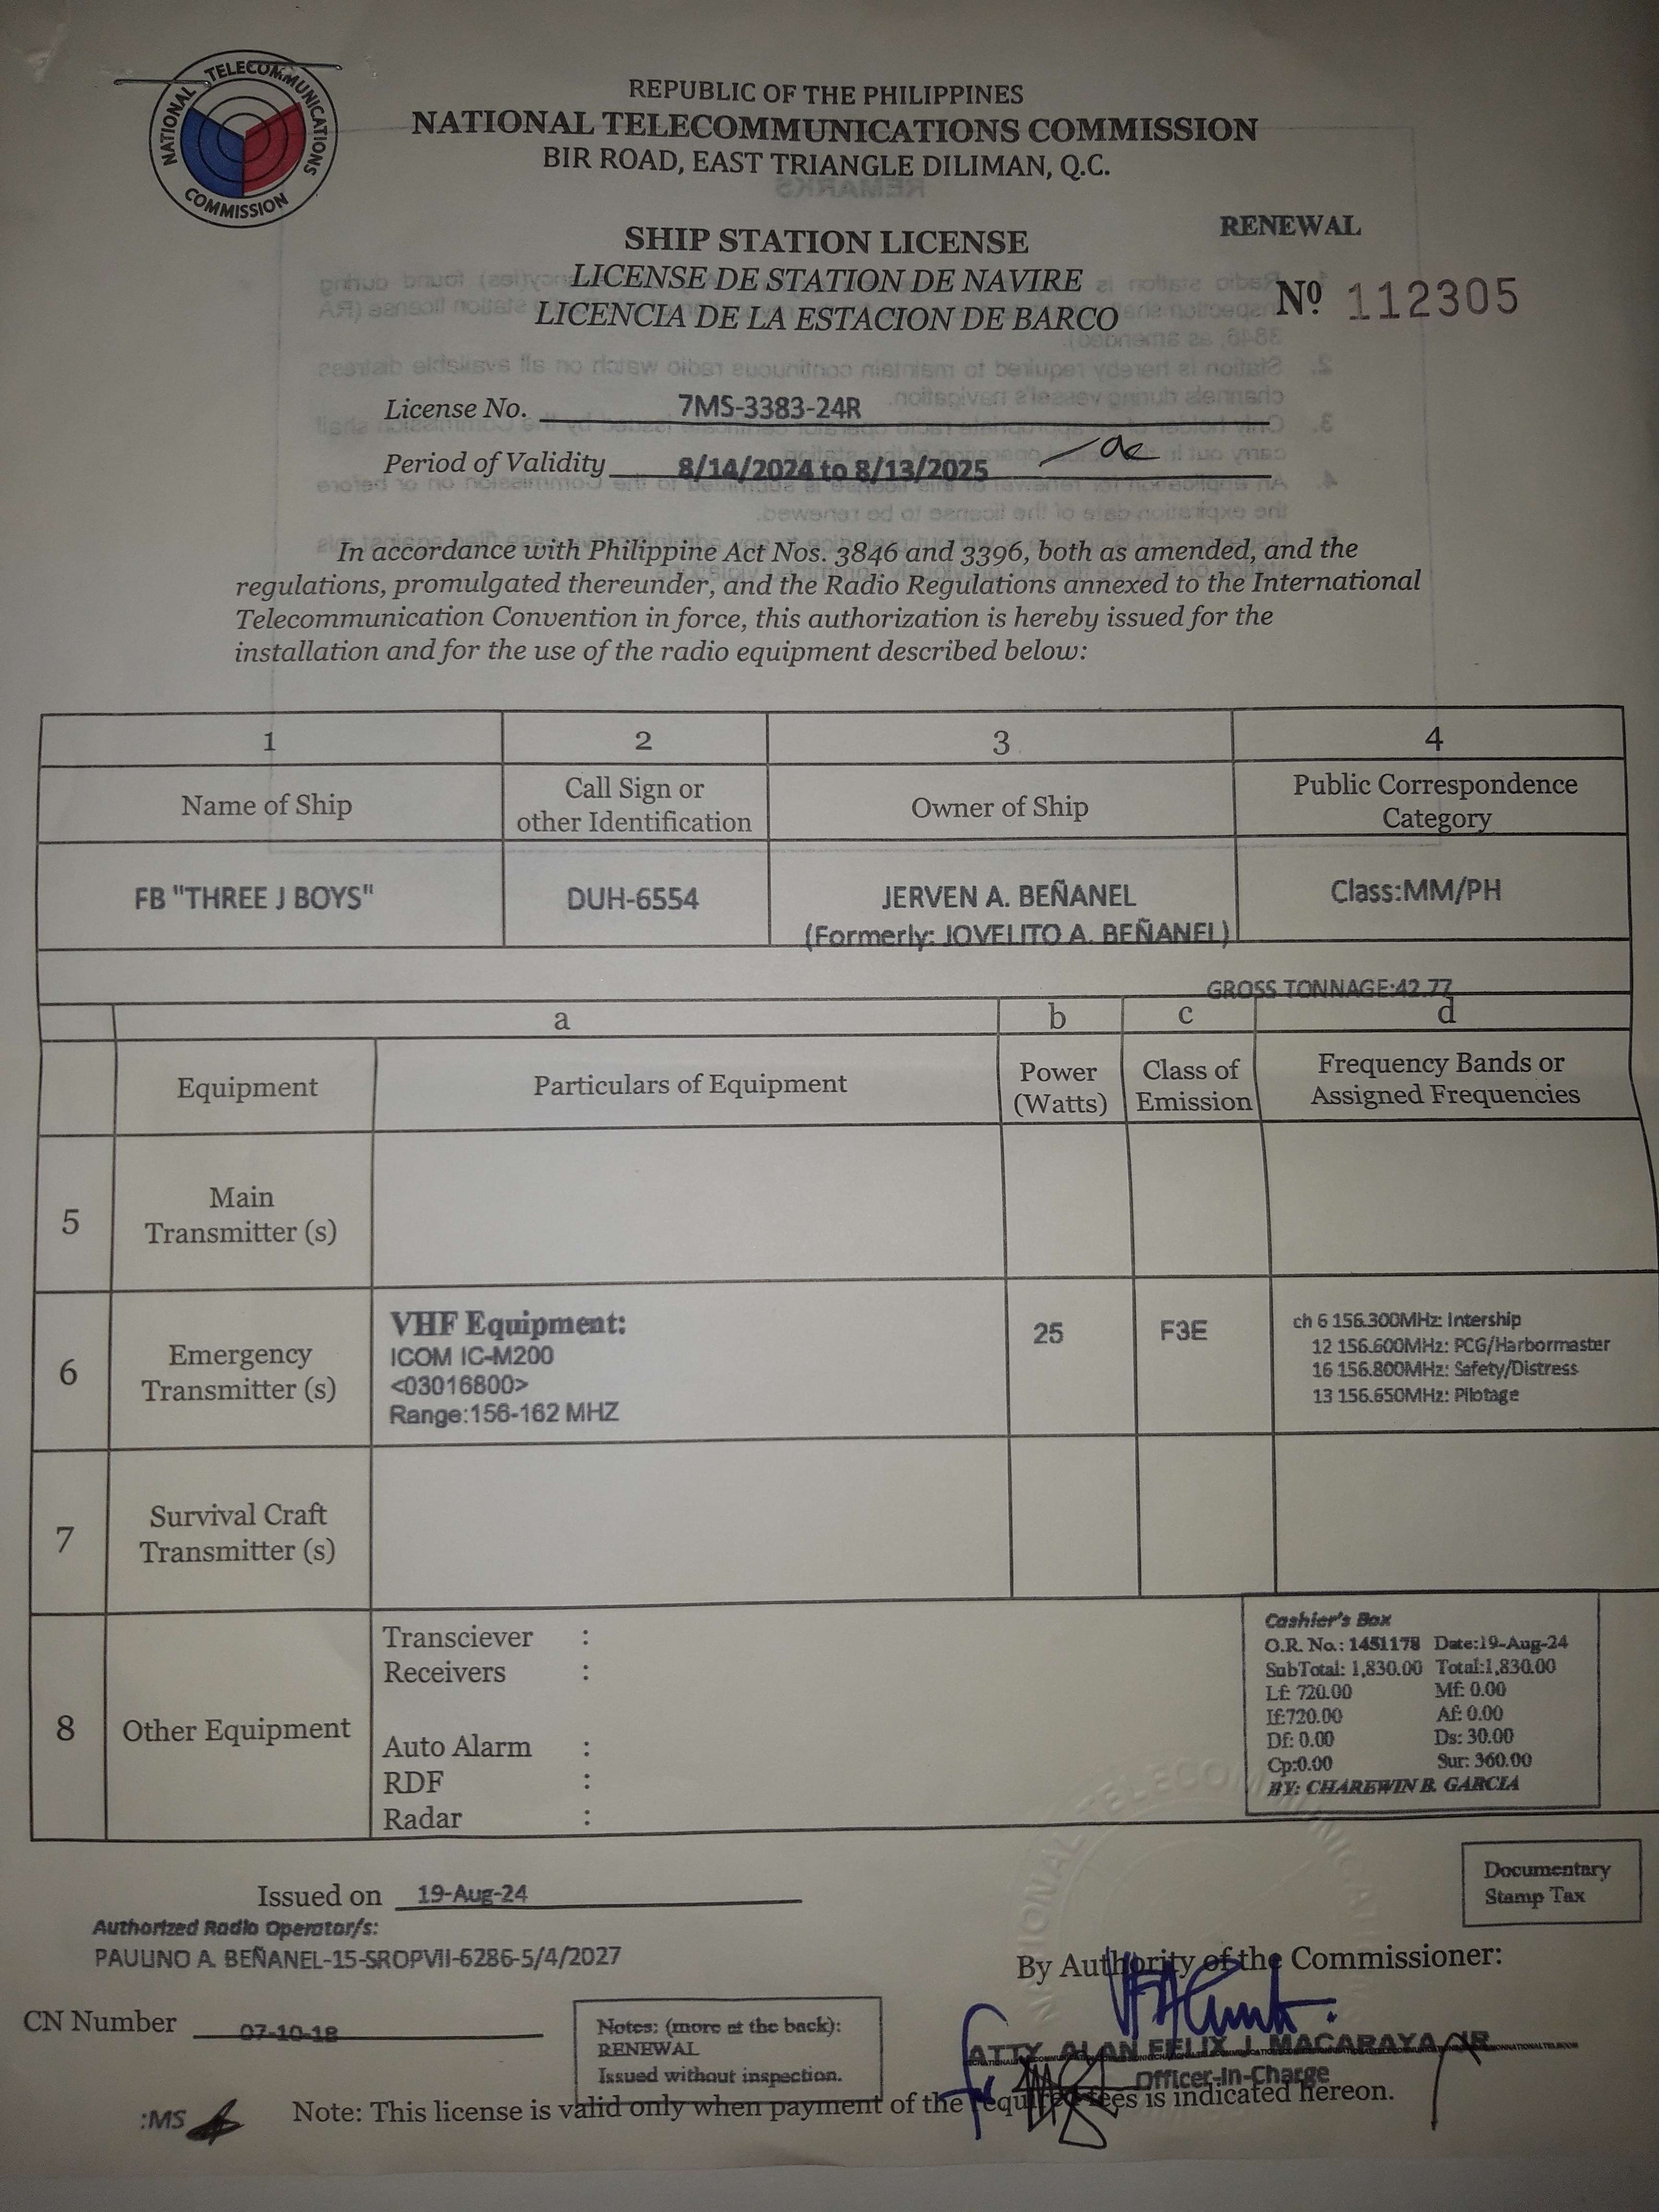 NATIONAL TELECOMMUNICATIONS COMMISSION
REPUBLIC OF THE PHILIPPINES
NATIONAL TELECOMMUNICATIONS COMMISSION
BIR ROAD, EAST TRIANGLE DILIMAN, Q.C.
REMARKS
RENEWAL
SHIP STATION LICENSE
LICENSE DE STATION DE NAVIRE
LICENCIA DE LA ESTACION DE BARCO
Nº 112305
License No. 7MS-3383-24R
Period of Validity 8/14/2024 to 8/13/2025
In accordance with Philippine Act Nos. 3846 and 3396, both as amended, and the
regulations, promulgated thereunder, and the Radio Regulations annexed to the International
Telecommunication Convention in force, this authorization is hereby issued for the
installation and for the use of the radio equipment described below:
1 2 3 4
Name of Ship
Call Sign or
other Identification
Owner of Ship
Public Correspondence
Category
FB "THREE J BOYS"
DUH-6554
JERVEN A. BEÑANEL
(Formerly: JOVELITO A. BEÑANEL)
Class:MM/PH
GROSS TONNAGE:42.77
a b c d
Equipment
Particulars of Equipment
Power
(Watts)
Class of
Emission
Frequency Bands or
Assigned Frequencies
5
Main
Transmitter (s)
6
Emergency
Transmitter (s)
VHF Equipment:
ICOM IC-M200
<03016800>
Range:156-162 MHZ
25
F3E
ch 6 156.300MHz: Intership
12 156.600MHz: PCG/Harbormaster
16 156.800MHz: Safety/Distress
13 156.650MHz: Pilotage
7
Survival Craft
Transmitter (s)
8
Other Equipment
Transciever :
Receivers :
Auto Alarm :
RDF :
Radar :
Cashier's Box
O.R. No.: 1451178 Date:19-Aug-24
SubTotal: 1,830.00 Total:1,830.00
Lf: 720.00 Mf: 0.00
If:720.00 Af: 0.00
Df: 0.00 Ds: 30.00
Cp:0.00 Sur: 360.00
BY: CHAREWIN B. GARCIA
Documentary
Stamp Tax
Issued on 19-Aug-24
Authorized Radio Operator/s:
PAULINO A. BEÑANEL-15-SROPVII-6286-5/4/2027
By Authority of the Commissioner:
CN Number 07-10-18
Notes: (more at the back):
RENEWAL
Issued without inspection.
ATTY. ALAN FELIX J. MACARAYA, JR
Officer-In-Charge
:MS
Note: This license is valid only when payment of the required fees is indicated hereon.